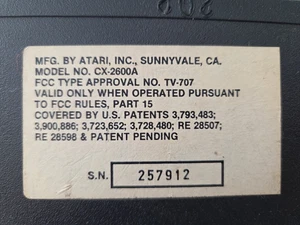 MFG. BY ATARI, INC., SUNNYVALE, CA.
MODEL NO. CX-2600A
FCC TYPE APPROVAL NO. TV-707
VALID ONLY WHEN OPERATED PURSUANT
TO FCC RULES, PART 15
COVERED BY U.S. PATENTS 3,793,483;
3,900,886; 3,723,652; 3,728,480; RE 28507;
RE 28598 & PATENT PENDING
S.N. 257912